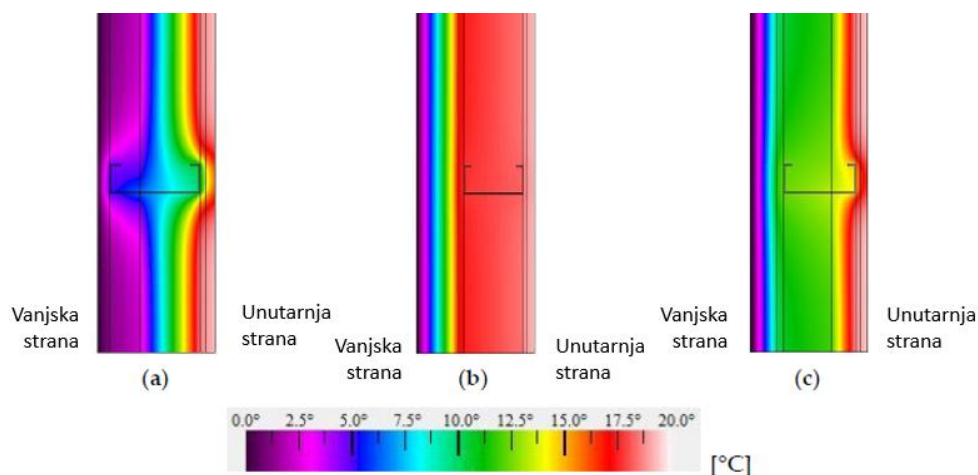 Vanjska
strana
Unutarnja
strana
(a)
Vanjska
strana
Unutarnja
strana
(b)
Vanjska
strana
Unutarnja
strana
(c)
0.0° 2.5° 5.0° 7.5° 10.0° 12.5° 15.0° 17.5° 20.0°
[°C]